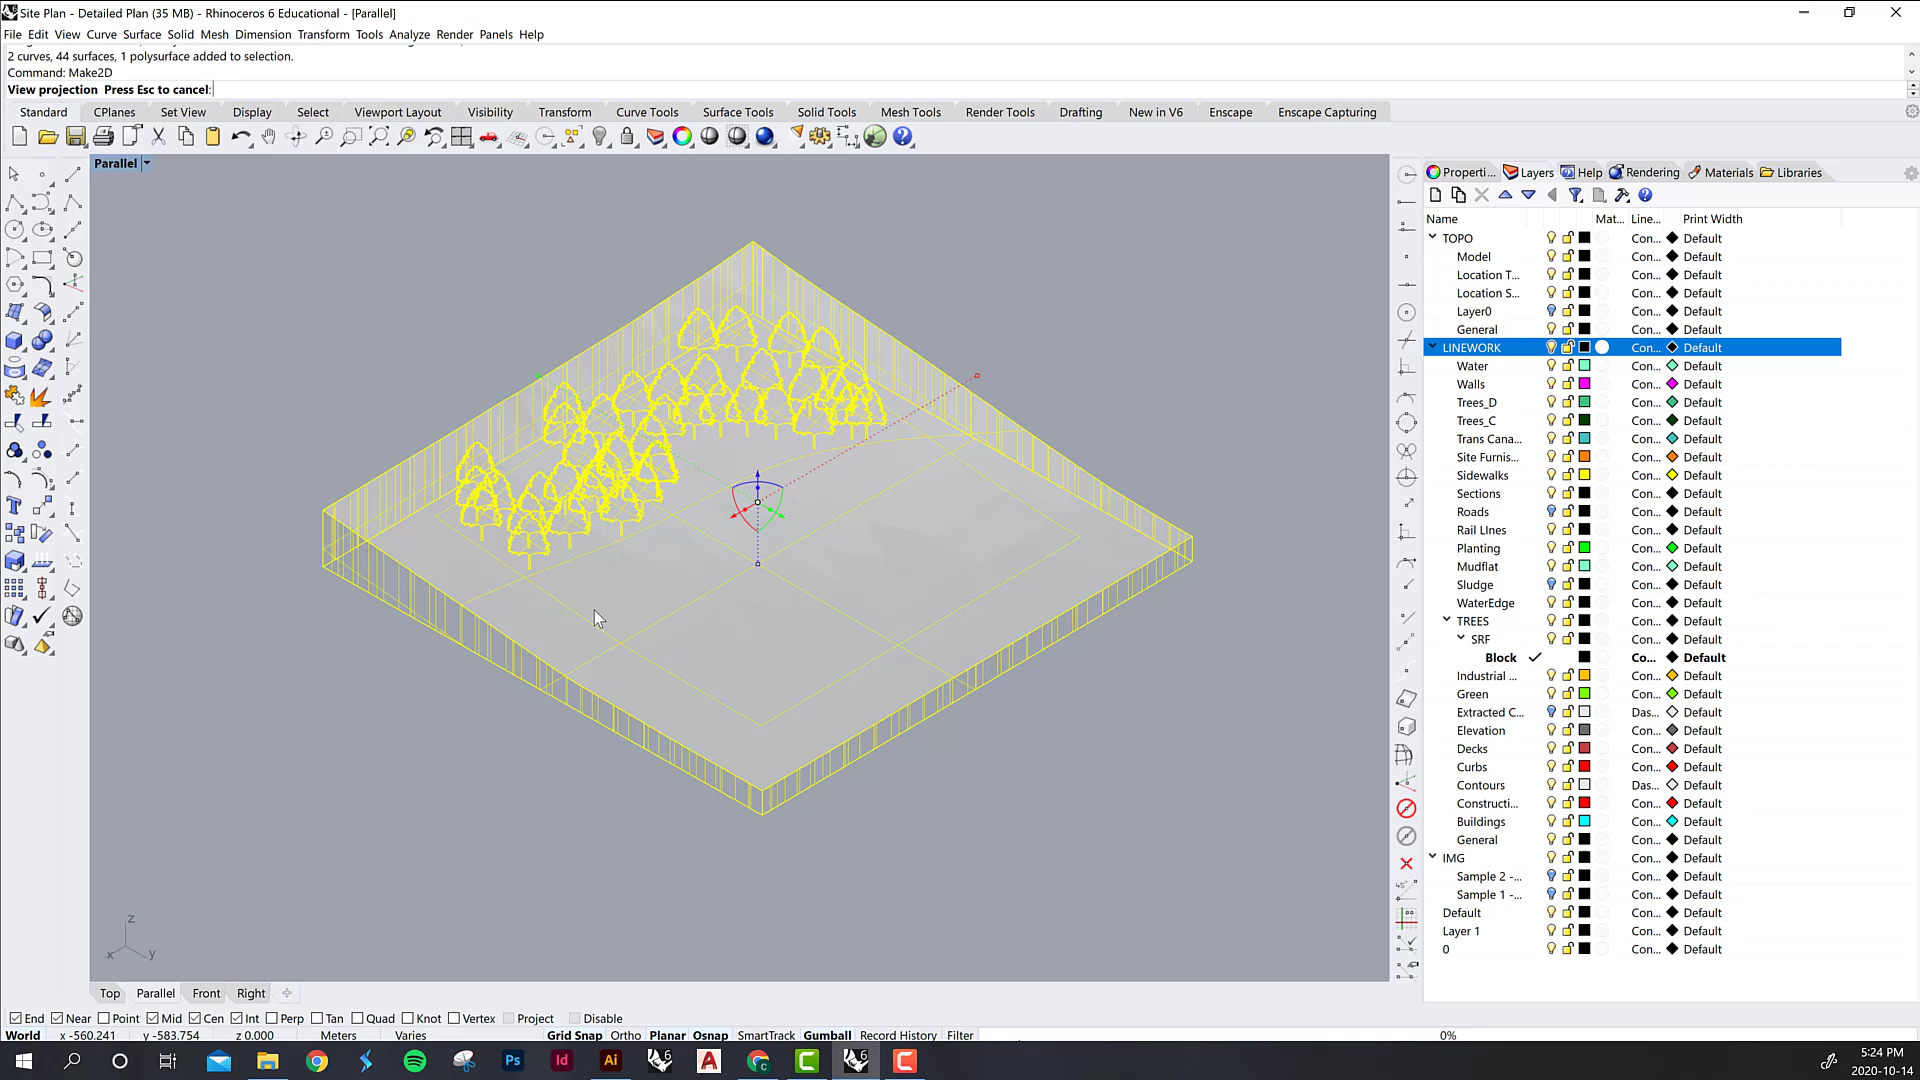 Site Plan - Detailed Plan (35 MB) - Rhinoceros 6 Educational - [Parallel]
File Edit View Curve Surface Solid Mesh Dimension Transform Tools Analyze Render Panels Help
2 curves, 44 surfaces, 1 polysurface added to selection.
Command: Make2D
View projection Press Esc to cancel:
Standard CPlanes Set View Display Select Viewport Layout Visibility Transform Curve Tools Surface Tools Solid Tools Mesh Tools Render Tools Drafting New in V6 Enscape Enscape Capturing
Parallel
Properti... Layers Help Rendering Materials Libraries
Name Mat... Line... Print Width
TOPO Con... Default
Model Con... Default
Location T... Con... Default
Location S... Con... Default
Layer0 Con... Default
General Con... Default
LINEWORK Con... Default
Water Con... Default
Walls Con... Default
Trees_D Con... Default
Trees_C Con... Default
Trans Cana... Con... Default
Site Furnis... Con... Default
Sidewalks Con... Default
Sections Con... Default
Roads Con... Default
Rail LInes Con... Default
Planting Con... Default
Mudflat Con... Default
Sludge Con... Default
WaterEdge Con... Default
TREES Con... Default
SRF Con... Default
Block Co... Default
Industrial ... Con... Default
Green Con... Default
Extracted C... Das... Default
Elevation Con... Default
Decks Con... Default
Curbs Con... Default
Contours Das... Default
Constructi... Con... Default
Buildings Con... Default
General Con... Default
IMG Con... Default
Sample 2 -... Con... Default
Sample 1 -... Con... Default
Default Con... Default
Layer 1 Con... Default
0 Con... Default
z
x y
Top Parallel Front Right
End Near Point Mid Cen Int Perp Tan Quad Knot Vertex Project Disable
World x -560.241 y -583.754 z 0.000 Meters Varies Grid Snap Ortho Planar Osnap SmartTrack Gumball Record History Filter 0%
Ps Id Ai 6 A C 6 C
5:24 PM
2020-10-14